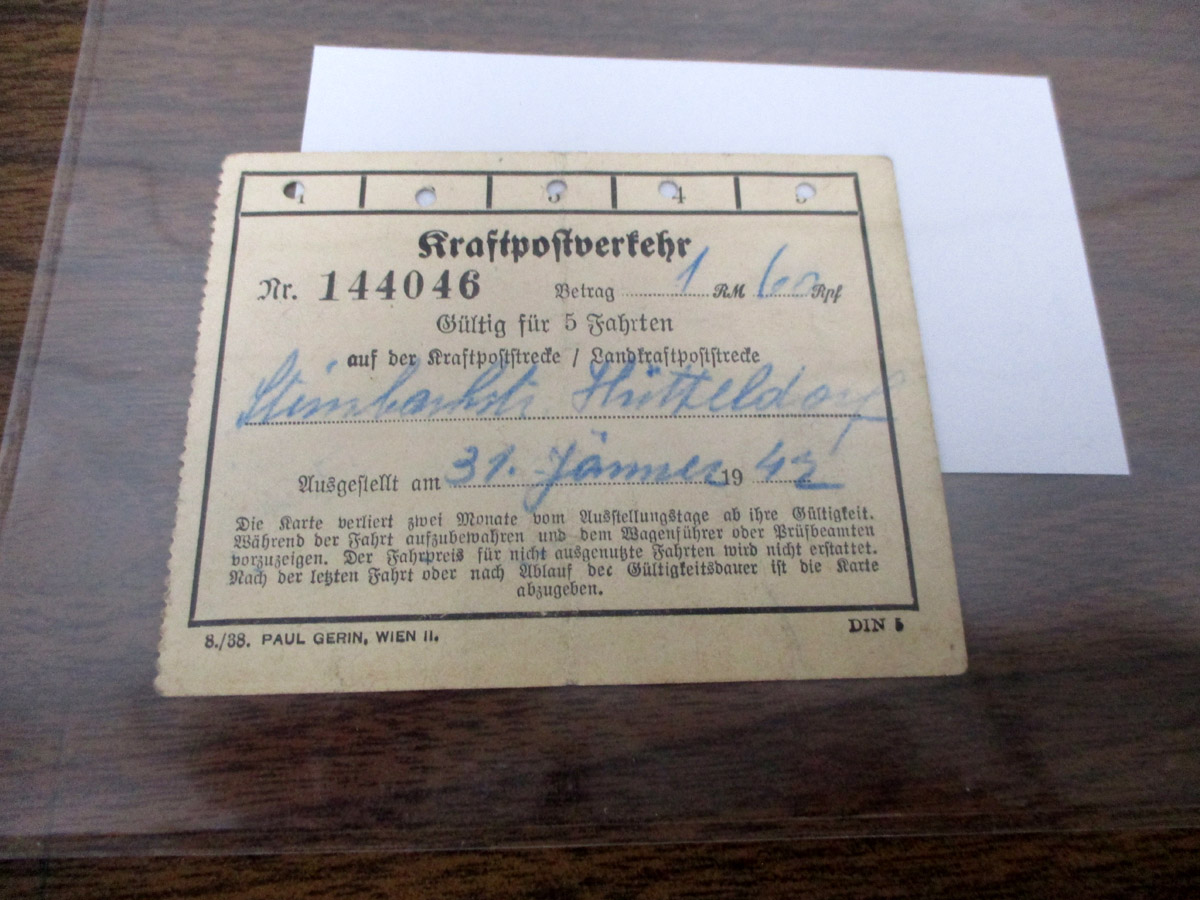 1 3 4 5
Kraftpostverkehr
Nr. 144046 Betrag 1 RM 60 Rpf
Gültig für 5 Fahrten
auf der Kraftpoststrecke / Landkraftpoststrecke
Hütteldorf
Ausgestellt am 31. Jänner 1942
Die Karte verliert zwei Monate vom Ausstellungstage ab ihre Gültigkeit.
Während der Fahrt aufzubewahren und dem Wagenführer oder Prüfbeamten
vorzuzeigen. Der Fahrpreis für nicht ausgenutzte Fahrten wird nicht erstattet.
Nach der letzten Fahrt oder nach Ablauf der Gültigkeitsdauer ist die Karte
abzugeben.
8./38. PAUL GERIN, WIEN II. DIN 5